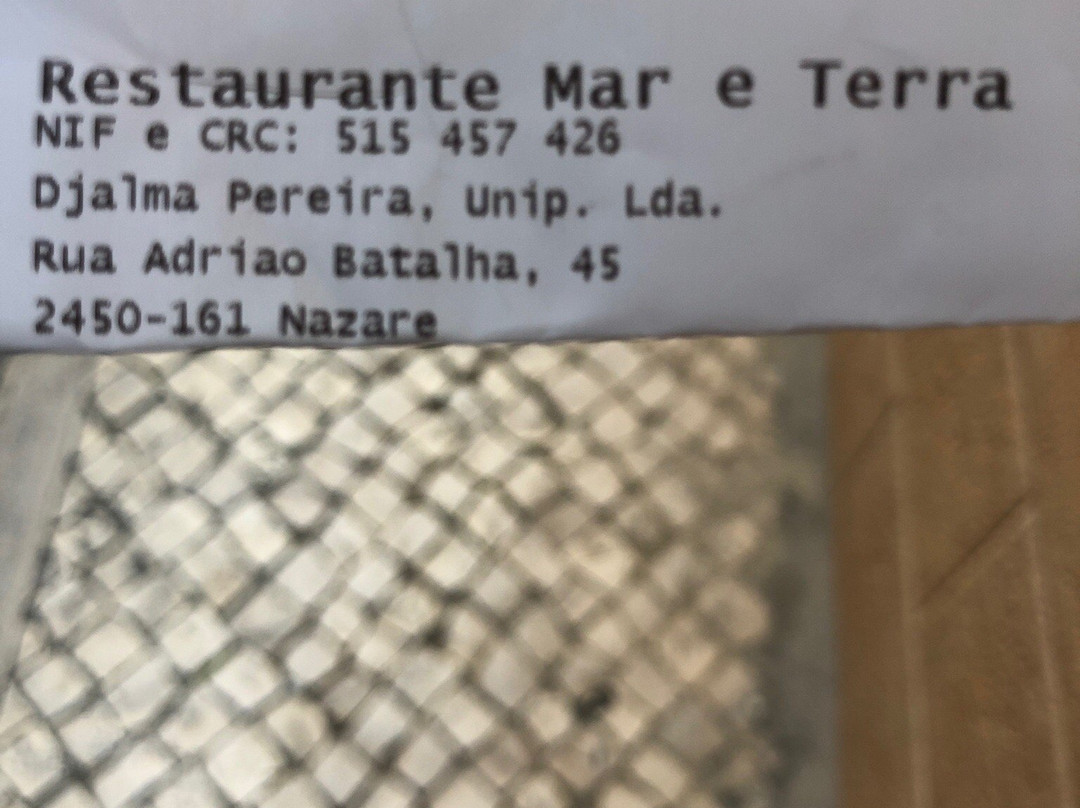 Restaurante Mar e Terra
NIF e CRC: 515 457 426
Djalma Pereira, Unip. Lda.
Rua Adriao Batalha, 45
2450-161 Nazare